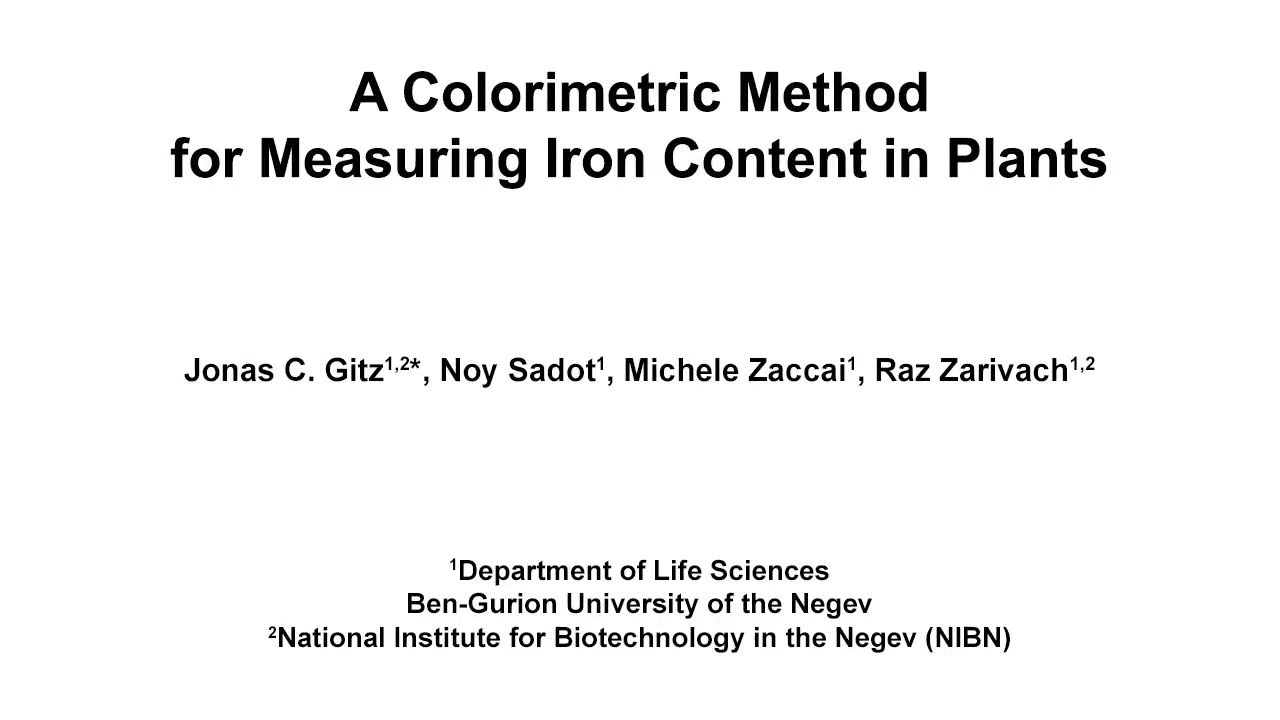 A Colorimetric Method
for Measuring Iron Content in Plants
Jonas C. Gitz1,2*, Noy Sadot1, Michele Zaccai1, Raz Zarivach1,2
1Department of Life Sciences
Ben-Gurion University of the Negev
2National Institute for Biotechnology in the Negev (NIBN)